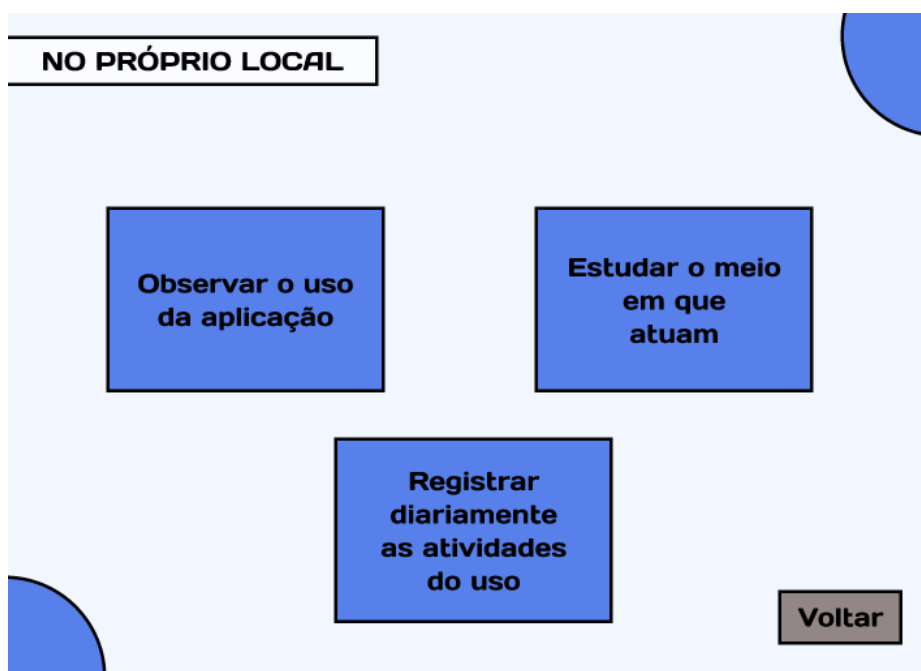 NO PRÓPRIO LOCAL
Observar o uso
da aplicação
Estudar o meio
em que
atuam
Registrar
diariamente
as atividades
do uso
Voltar